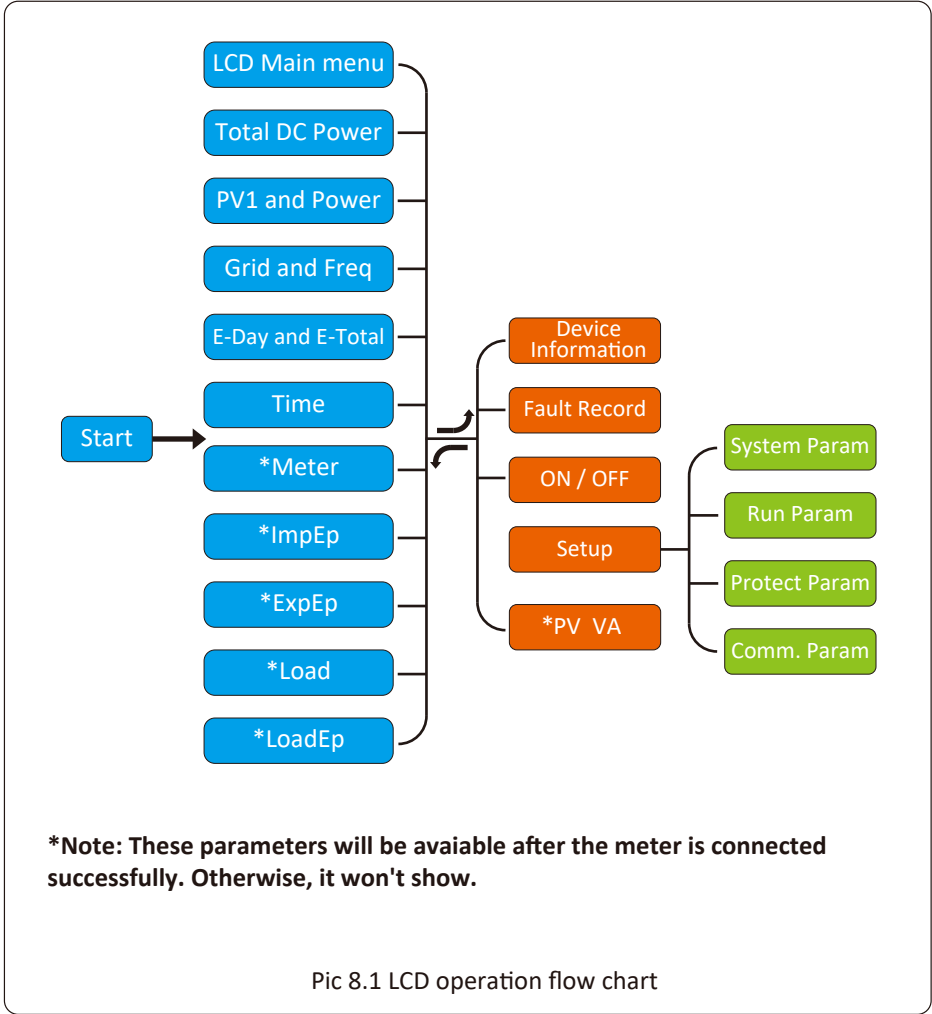 LCD Main menu
Total DC Power
PV1 and Power
Grid and Freq
E-Day and E-Total
Time
Start
*Meter
*ImpEp
*ExpEp
*Load
*LoadEp
Device
Information
Fault Record
ON / OFF
Setup
*PV VA
System Param
Run Param
Protect Param
Comm. Param
*Note: These parameters will be avaiable after the meter is connected
successfully. Otherwise, it won't show.
Pic 8.1 LCD operation flow chart